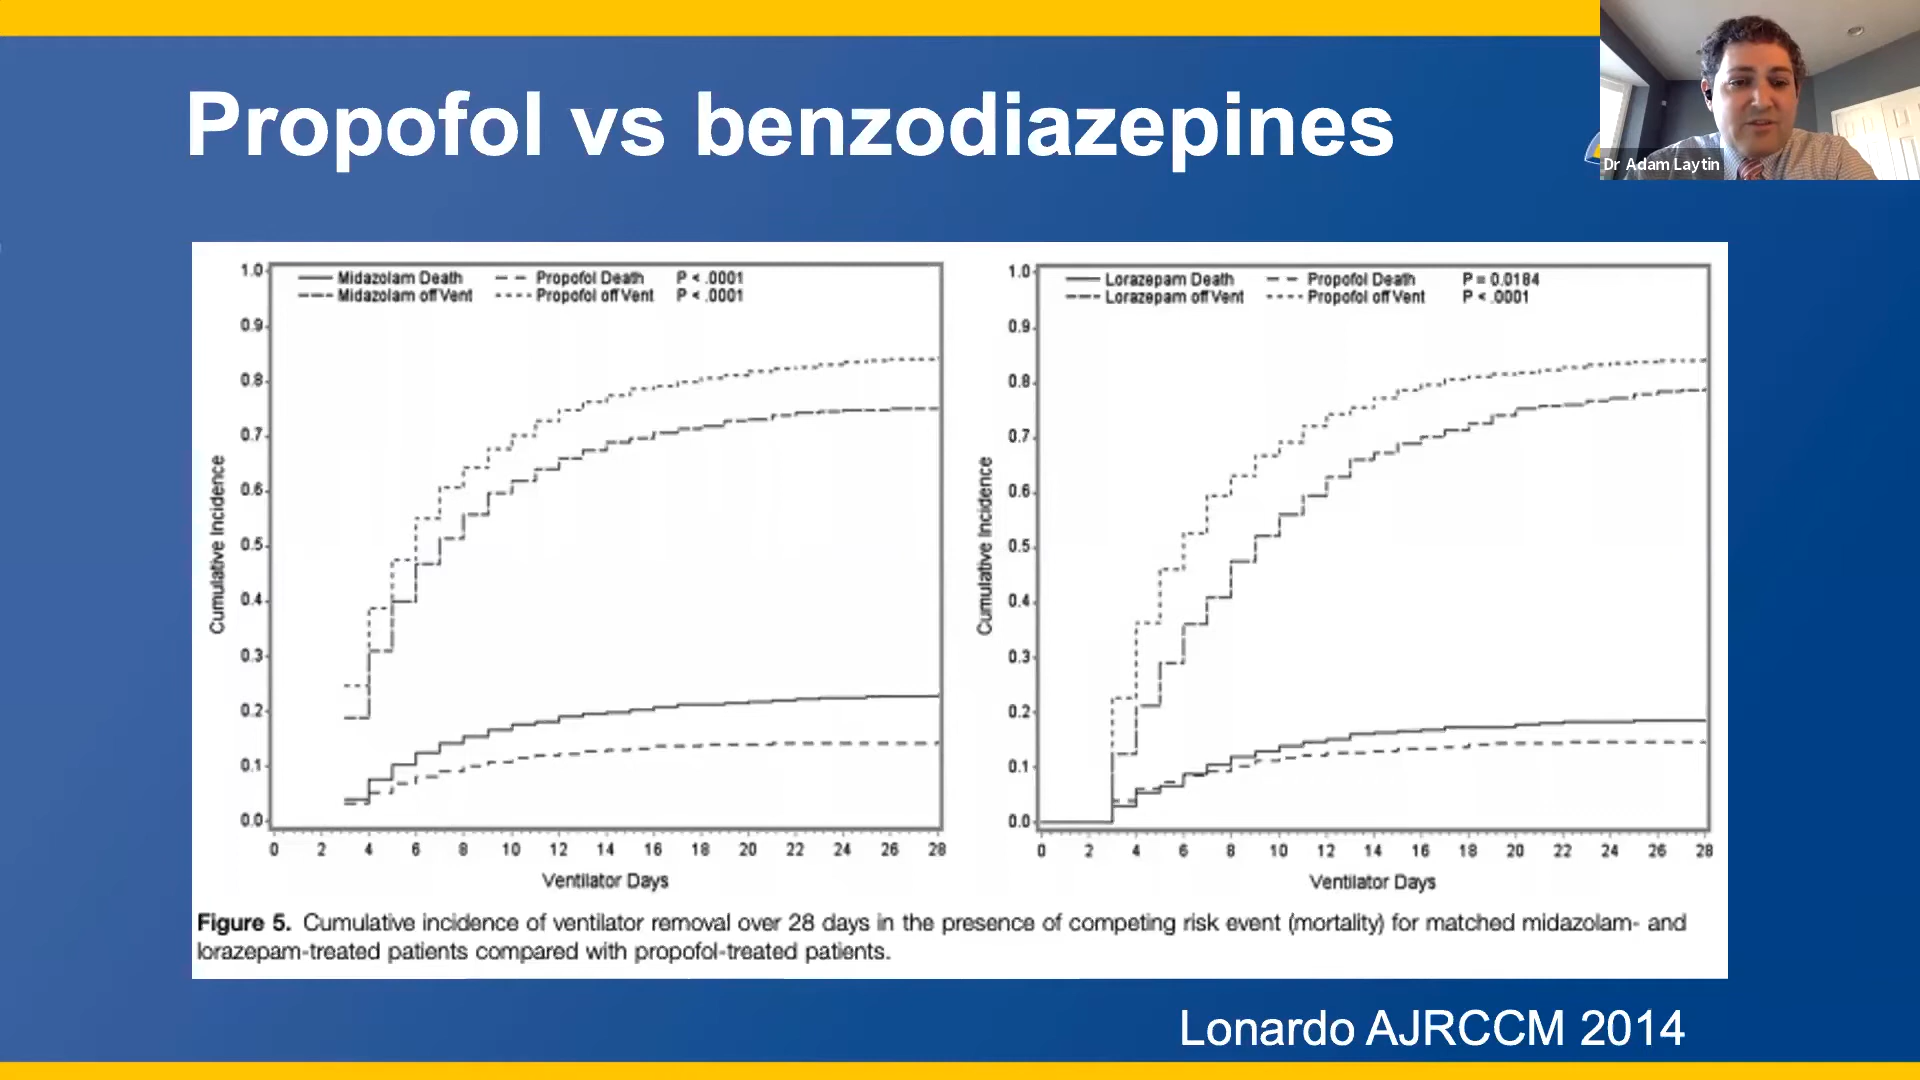 Propofol vs benzodiazepines
Dr Adam Laytin
Midazolam Death Propofol Death P < .0001
Midazolam off Vent Propofol off Vent P < .0001
1.0
0.9
0.8
0.7
0.6
0.5
0.4
0.3
0.2
0.1
0.0
Cumulative Incidence
0 2 4 6 8 10 12 14 16 18 20 22 24 26 28
Ventilator Days
Lorazepam Death Propofol Death P = 0.0184
Lorazepam off Vent Propofol off Vent P < .0001
1.0
0.9
0.8
0.7
0.6
0.5
0.4
0.3
0.2
0.1
0.0
Cumulative Incidence
0 2 4 6 8 10 12 14 16 18 20 22 24 26 28
Ventilator Days
Figure 5. Cumulative incidence of ventilator removal over 28 days in the presence of competing risk event (mortality) for matched midazolam- and
lorazepam-treated patients compared with propofol-treated patients.
Lonardo AJRCCM 2014